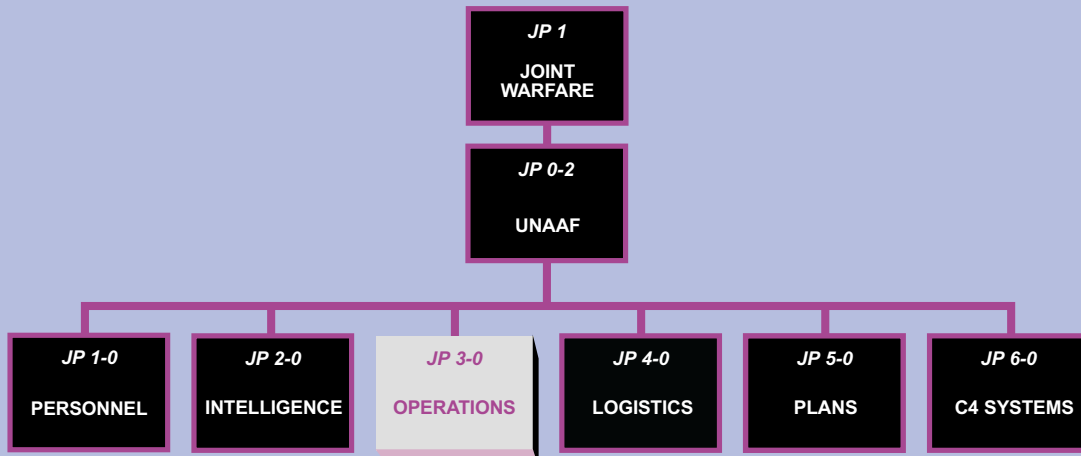 JP 1
JOINT
WARFARE
JP 0-2
UNAAF
JP 1-0
PERSONNEL
JP 2-0
INTELLIGENCE
JP 3-0
OPERATIONS
JP 4-0
LOGISTICS
JP 5-0
PLANS
JP 6-0
C4 SYSTEMS